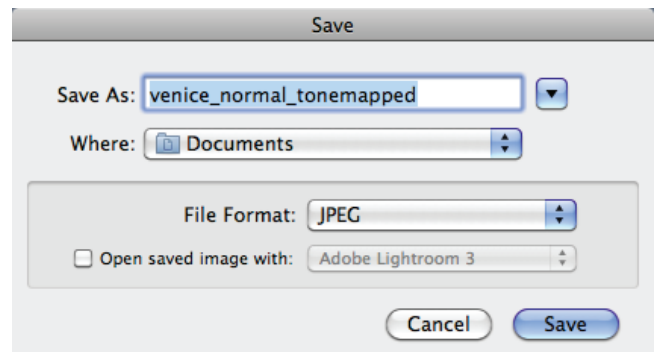 Save
Save As: venice_normal_tonemapped
Where: Documents
File Format: JPEG
Open saved image with: Adobe Lightroom 3
Cancel Save